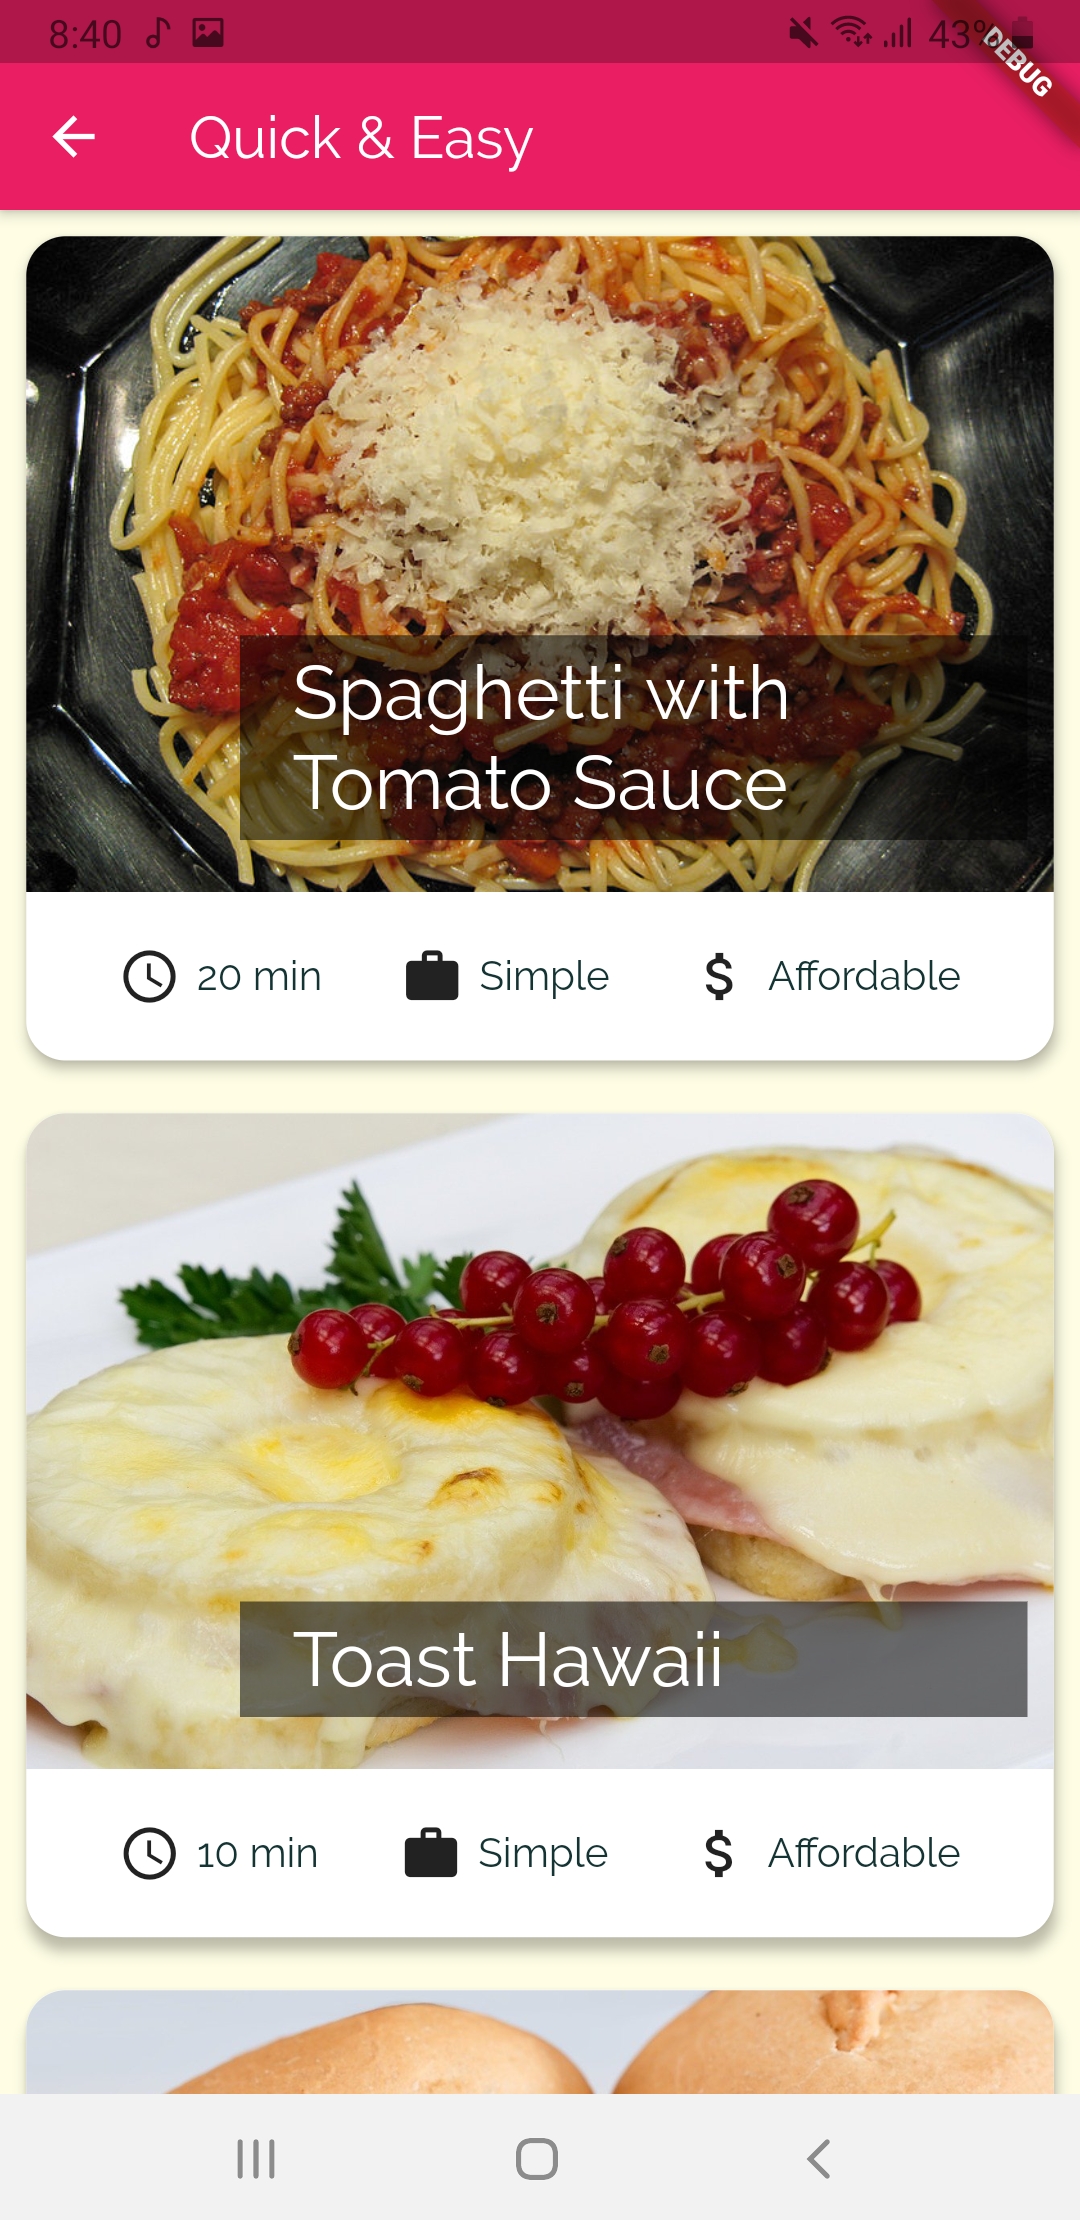 8:40
43%
DEBUG
Quick & Easy
Spaghetti with
Tomato Sauce
20 min
Simple
Affordable
Toast Hawaii
10 min
Simple
Affordable